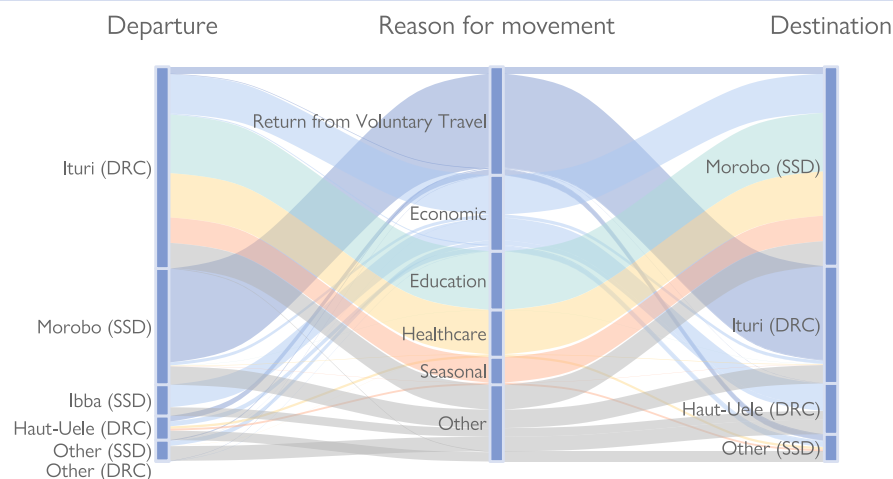 Departure
Reason for movement
Destination
Ituri (DRC)
Morobo (SSD)
Ibba (SSD)
Haut-Uele (DRC)
Other (SSD)
Other (DRC)
Return from Voluntary Travel
Economic
Education
Healthcare
Seasonal
Other
Morobo (SSD)
Ituri (DRC)
Haut-Uele (DRC)
Other (SSD)